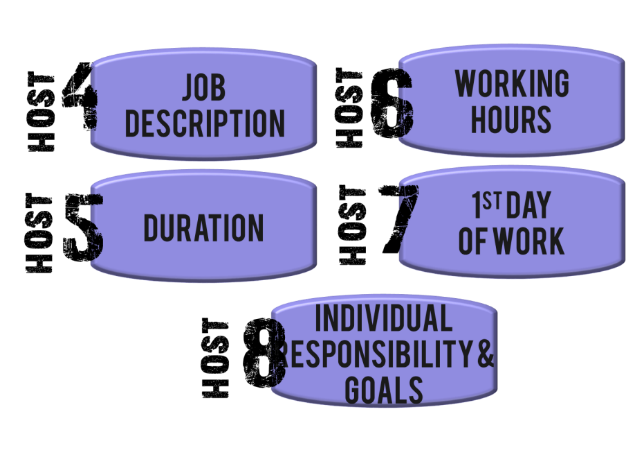 HOST 4
JOB
DESCRIPTION
HOST 6
WORKING
HOURS
HOST 5
DURATION
HOST 7
1ST DAY
OF WORK
HOST 8
INDIVIDUAL
RESPONSIBILITY &
GOALS